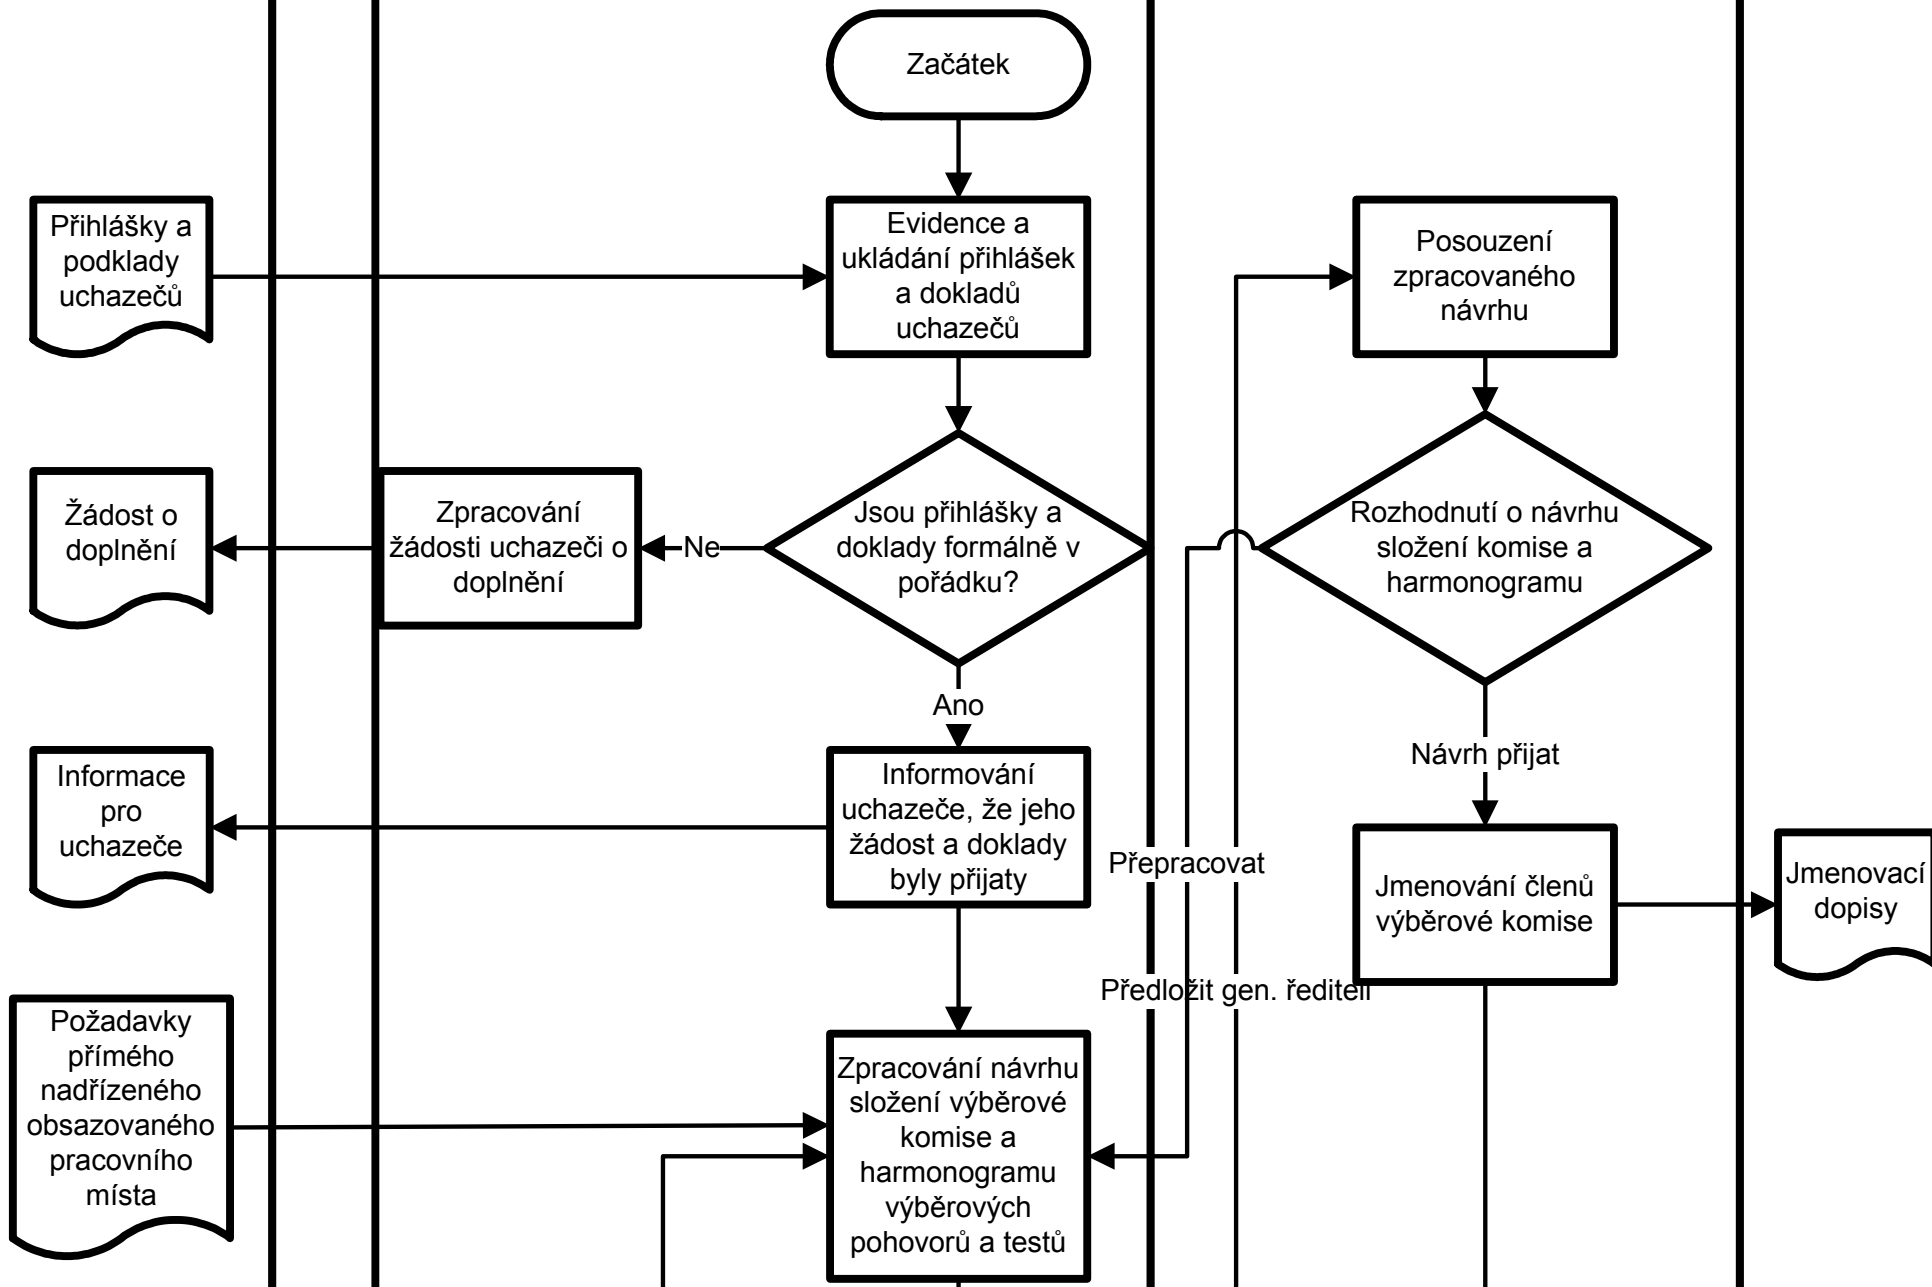 Začátek
Přihlášky a
podklady
uchazečů
Evidence a
ukládání přihlášek
a dokladů
uchazečů
Posouzení
zpracovaného
návrhu
Žádost o
doplnění
Zpracování
žádosti uchazeči o
doplnění
Ne
Jsou přihlášky a
doklady formálně v
pořádku?
Rozhodnutí o návrhu
složení komise a
harmonogramu
Ano
Návrh přijat
Informace
pro
uchazeče
Informování
uchazeče, že jeho
žádost a doklady
byly přijaty
Přepracovat
Jmenování členů
výběrové komise
Jmenovací
dopisy
Předložit gen. řediteli
Požadavky
přímého
nadřízeného
obsazovaného
pracovního
místa
Zpracování návrhu
složení výběrové
komise a
harmonogramu
výběrových
pohovorů a testů